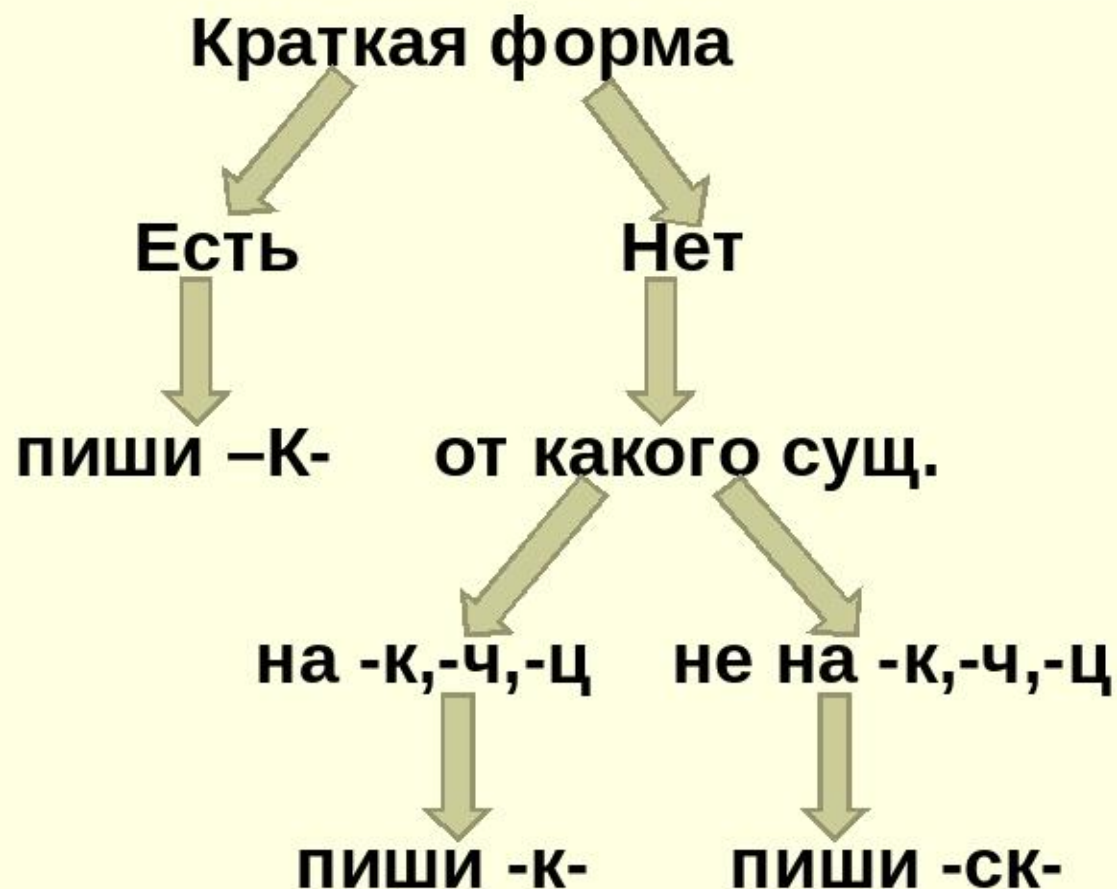 Краткая форма
Есть Нет
пиши –К- от какого сущ.
на -к,-ч,-ц не на -к,-ч,-ц
пиши -к- пиши -ск-